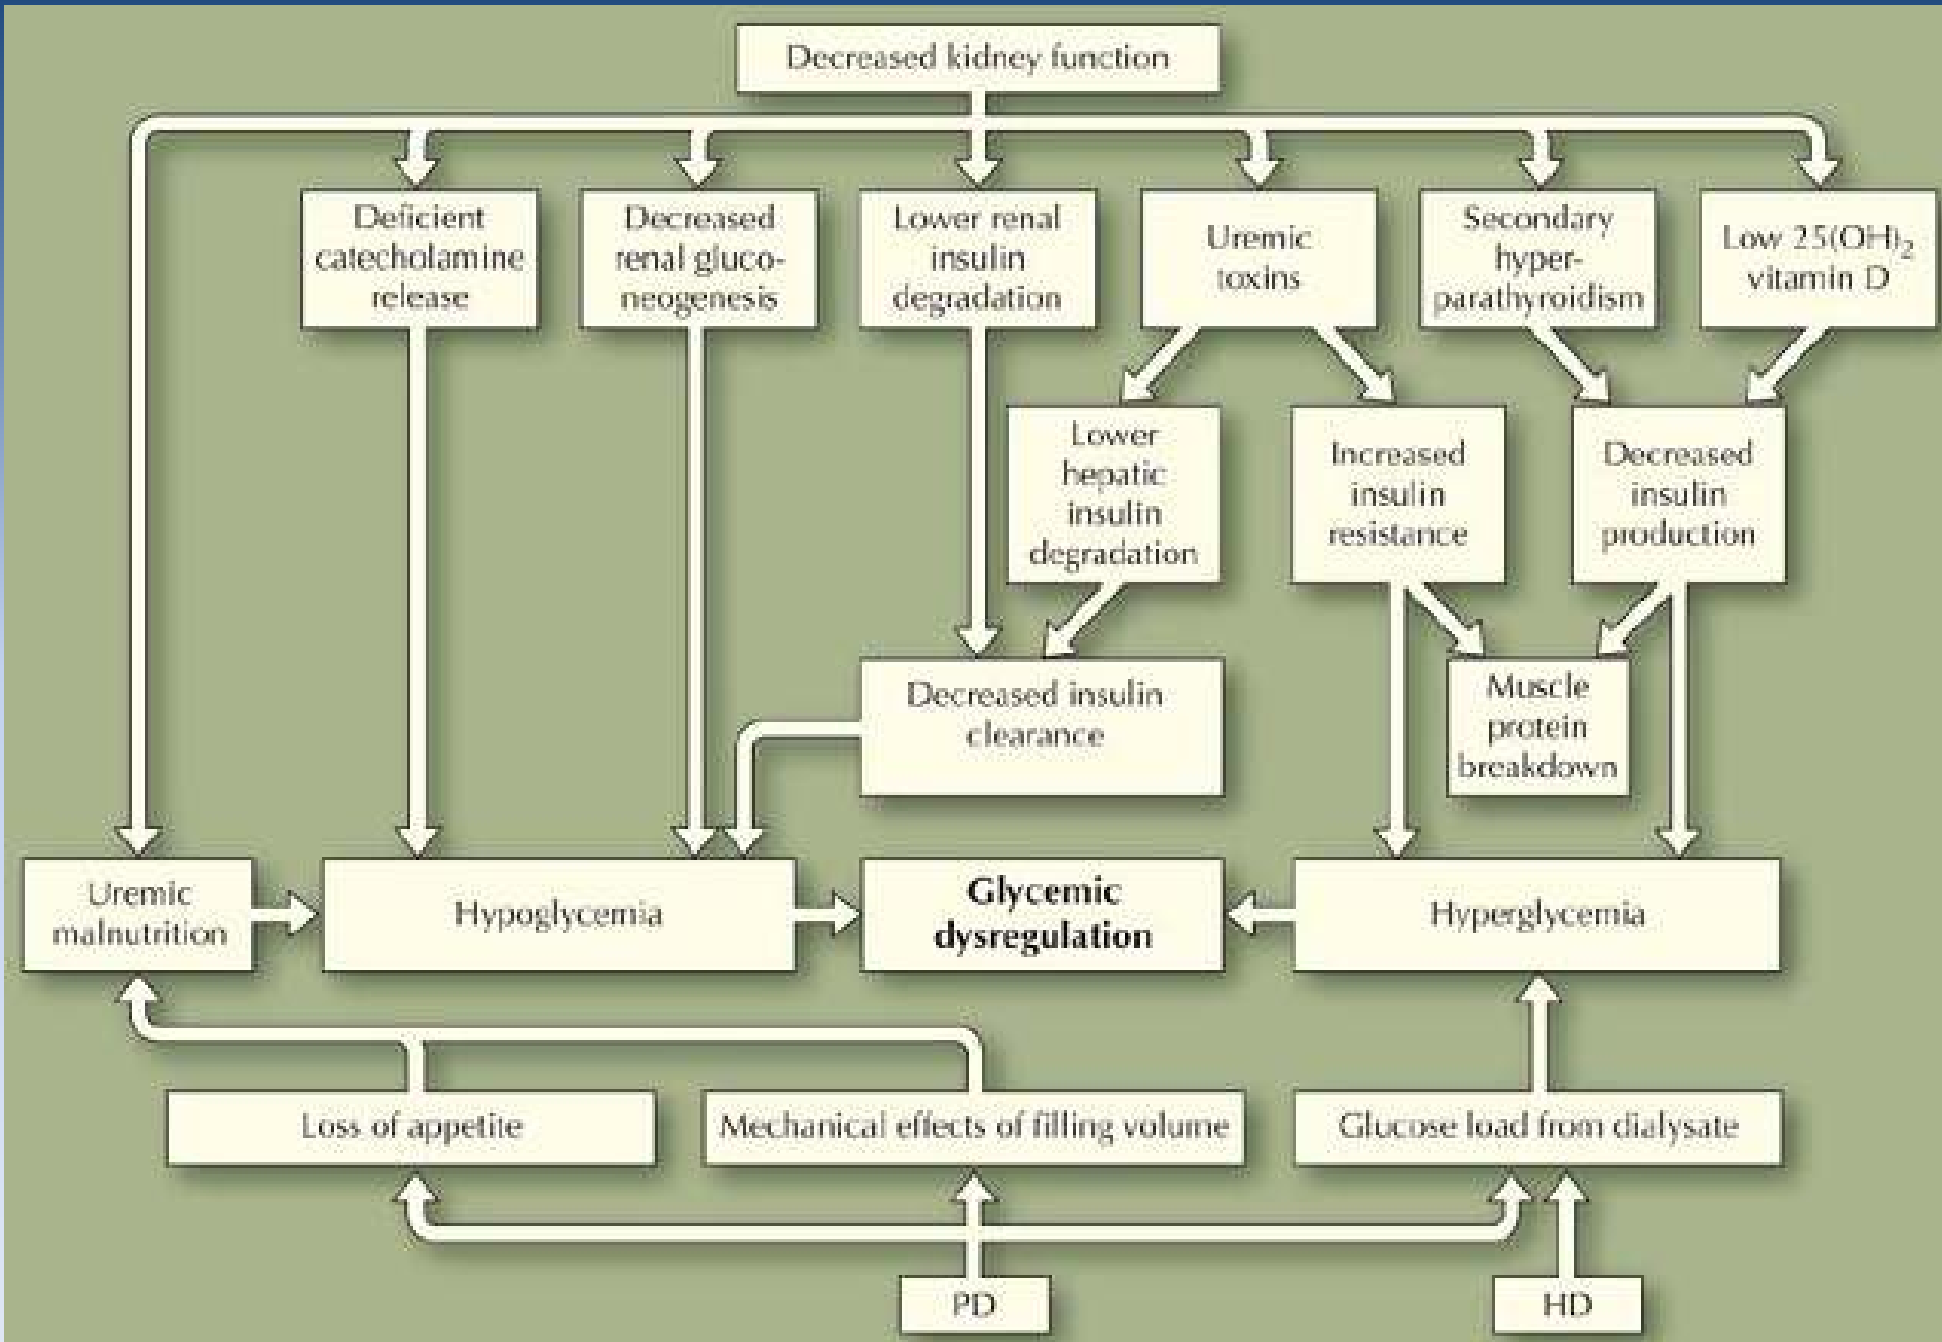 Decreased kidney function
Deficient
catecholamine
release
Decreased
renal gluco-
neogenesis
Lower renal
insulin
degradation
Uremic
toxins
Secondary
hyper-
parathyroidism
Low 25(OH)₂
vitamin D
Lower
hepatic
insulin
degradation
Increased
insulin
resistance
Decreased
insulin
production
Decreased insulin
clearance
Muscle
protein
breakdown
Uremic
malnutrition
Hypoglycemia
Glycemic
dysregulation
Hyperglycemia
Loss of appetite
Mechanical effects of filling volume
Glucose load from dialysate
PD
HD